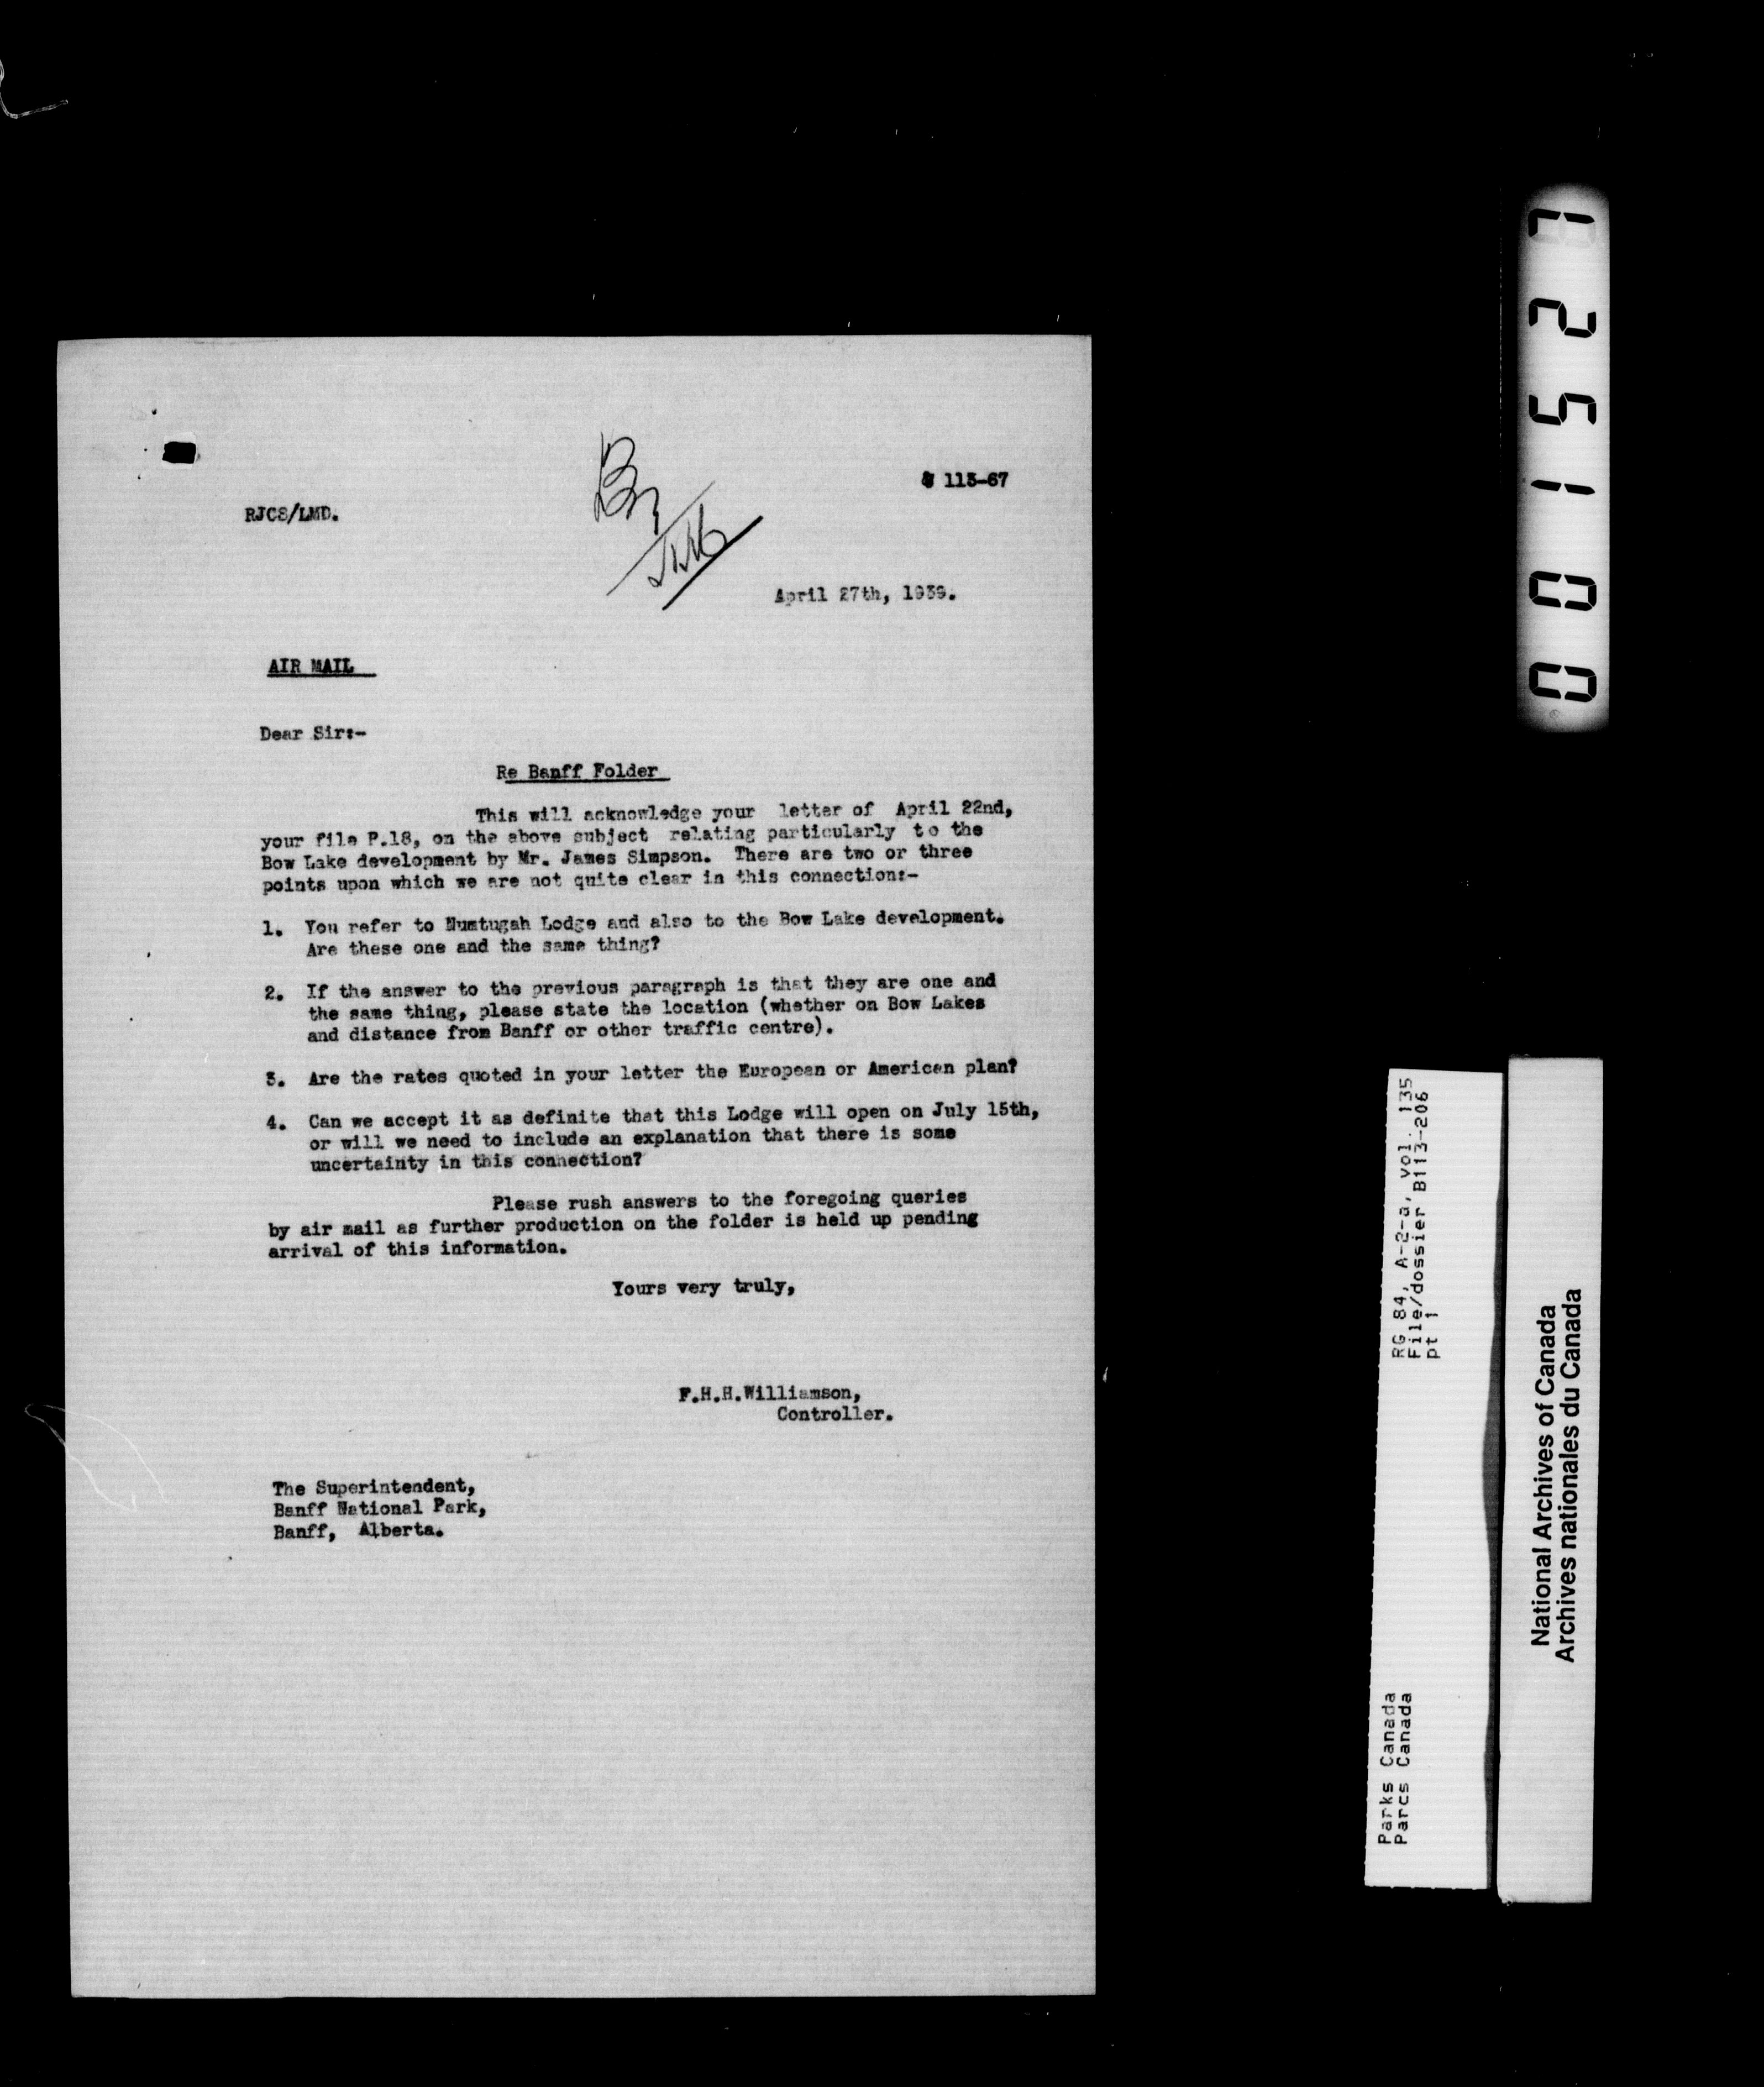 113-67
RJCS/LMD.
April 27th, 1939.
AIR MAIL
Dear Sir:-
Re Banff Folder
This will acknowledge your letter of April 22nd,
your file P.18, on the above subject relating particularly to the
Bow Lake development by Mr. James Simpson. There are two or three
points upon which we are not quite clear in this connection:-
1. You refer to Numtugah Lodge and also to the Bow Lake development.
Are these one and the same thing?
2. If the answer to the previous paragraph is that they are one and
the same thing, please state the location (whether on Bow Lakes
and distance from Banff or other traffic centre).
3. Are the rates quoted in your letter the European or American plan?
4. Can we accept it as definite that this Lodge will open on July 15th,
or will we need to include an explanation that there is some
uncertainty in this connection?
Please rush answers to the foregoing queries
by air mail as further production on the folder is held up pending
arrival of this information.
Yours very truly,
F.H.H.Williamson,
Controller.
The Superintendent,
Banff National Park,
Banff, Alberta.
001527
RG 84, A-2-a, vol. 135
File/dossier B113-206
pt 1
Parks Canada
Parcs Canada
National Archives of Canada
Archives nationales du Canada